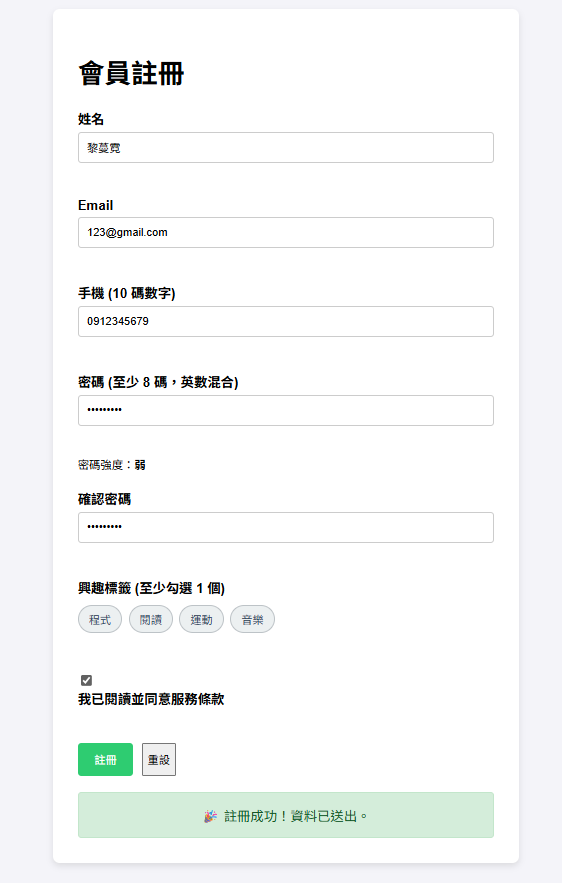 會員註冊
姓名
黎蔓霓
Email
123@gmail.com
手機 (10 碼數字)
0912345679
密碼 (至少 8 碼，英數混合)
•••••••••
密碼強度：弱
確認密碼
•••••••••
興趣標籤 (至少勾選 1 個)
程式 閱讀 運動 音樂
我已閱讀並同意服務條款
註冊 重設
🎉 註冊成功！資料已送出。